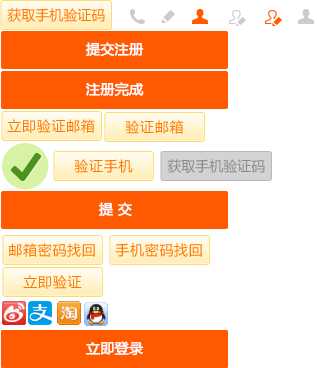 获取手机验证码
提交注册
注册完成
立即验证邮箱 验证邮箱
验证手机 获取手机验证码
提 交
邮箱密码找回 手机密码找回
立即验证
支 淘
立即登录